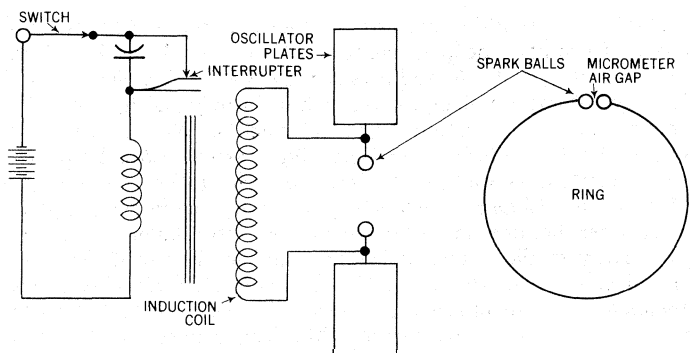 SWITCH
OSCILLATOR
PLATES
INTERRUPTER
SPARK BALLS
MICROMETER
AIR GAP
RING
INDUCTION
COIL